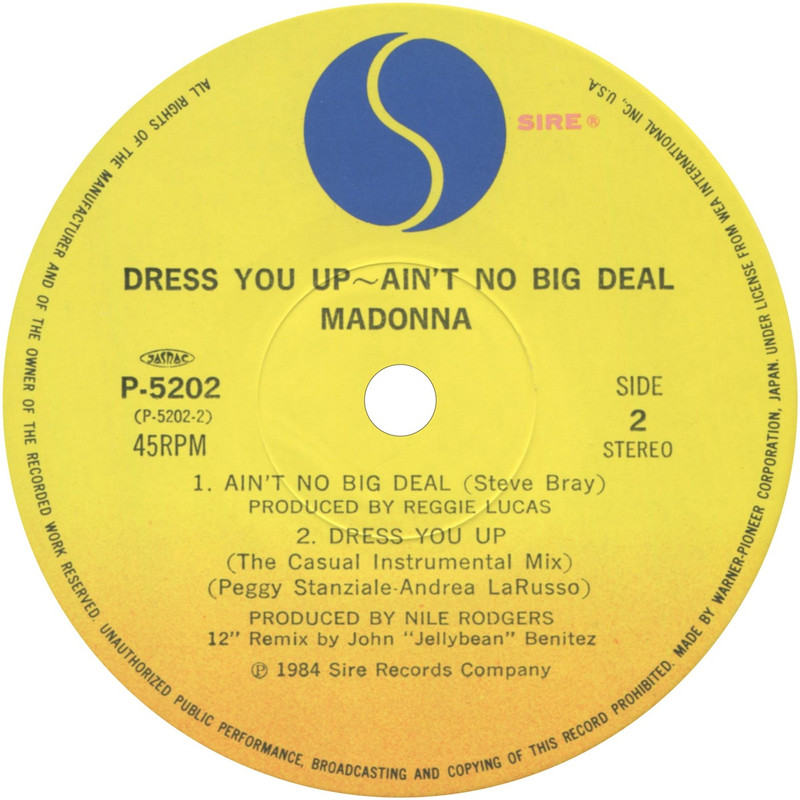 SIRE ®
DRESS YOU UP~AIN'T NO BIG DEAL
MADONNA
JASRAC
P-5202
(P-5202-2)
45RPM
SIDE
2
STEREO
1. AIN'T NO BIG DEAL (Steve Bray)
PRODUCED BY REGGIE LUCAS
2. DRESS YOU UP
(The Casual Instrumental Mix)
(Peggy Stanziale-Andrea LaRusso)
PRODUCED BY NILE RODGERS
12" Remix by John "Jellybean" Benitez
℗ 1984 Sire Records Company
ALL RIGHTS OF THE MANUFACTURER AND OF THE OWNER OF THE RECORDED WORK RESERVED. UNAUTHORIZED PUBLIC PERFORMANCE, BROADCASTING AND COPYING OF THIS RECORD PROHIBITED. MADE BY WARNER-PIONEER CORPORATION, JAPAN. UNDER LICENSE FROM WEA INTERNATIONAL INC., U.S.A.